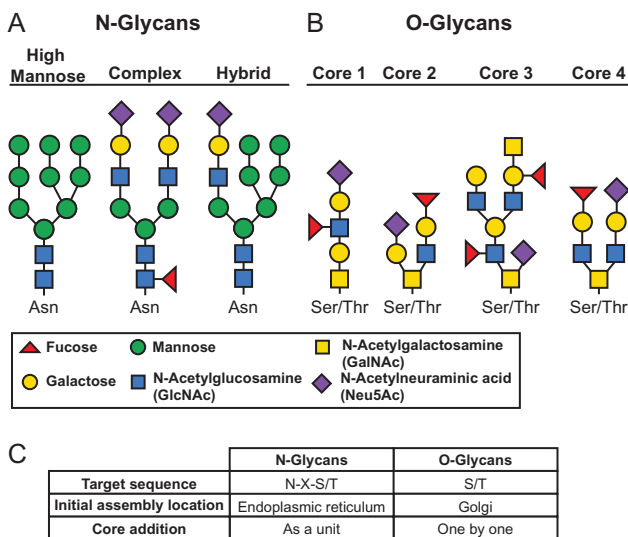 A N-Glycans B O-Glycans
High Mannose Complex Hybrid Core 1 Core 2 Core 3 Core 4
Asn Asn Asn Ser/Thr Ser/Thr Ser/Thr Ser/Thr
Fucose Mannose N-Acetylgalactosamine (GalNAc)
Galactose N-Acetylglucosamine (GlcNAc) N-Acetylneuraminic acid (Neu5Ac)
C
N-Glycans O-Glycans
Target sequence N-X-S/T S/T
Initial assembly location Endoplasmic reticulum Golgi
Core addition As a unit One by one